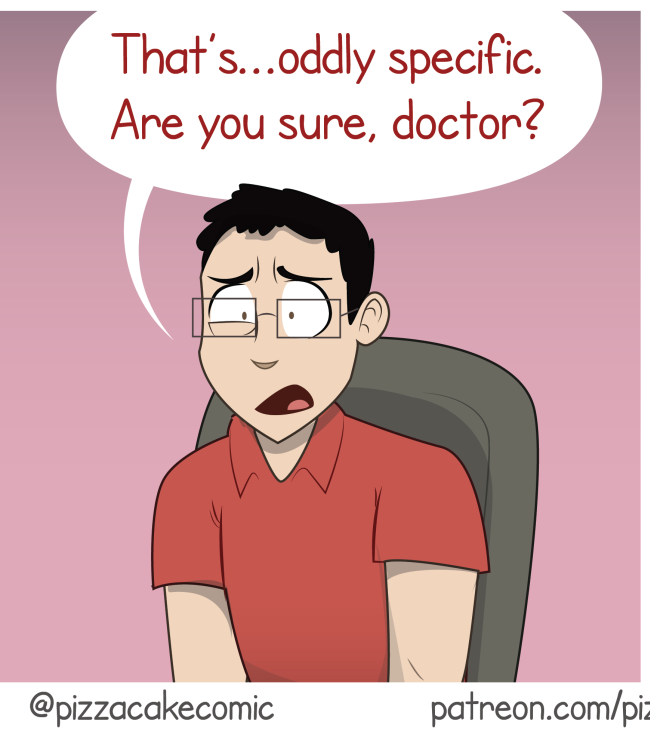 That's...oddly specific.
Are you sure, doctor?
@pizzacakecomic
patreon.com/piz